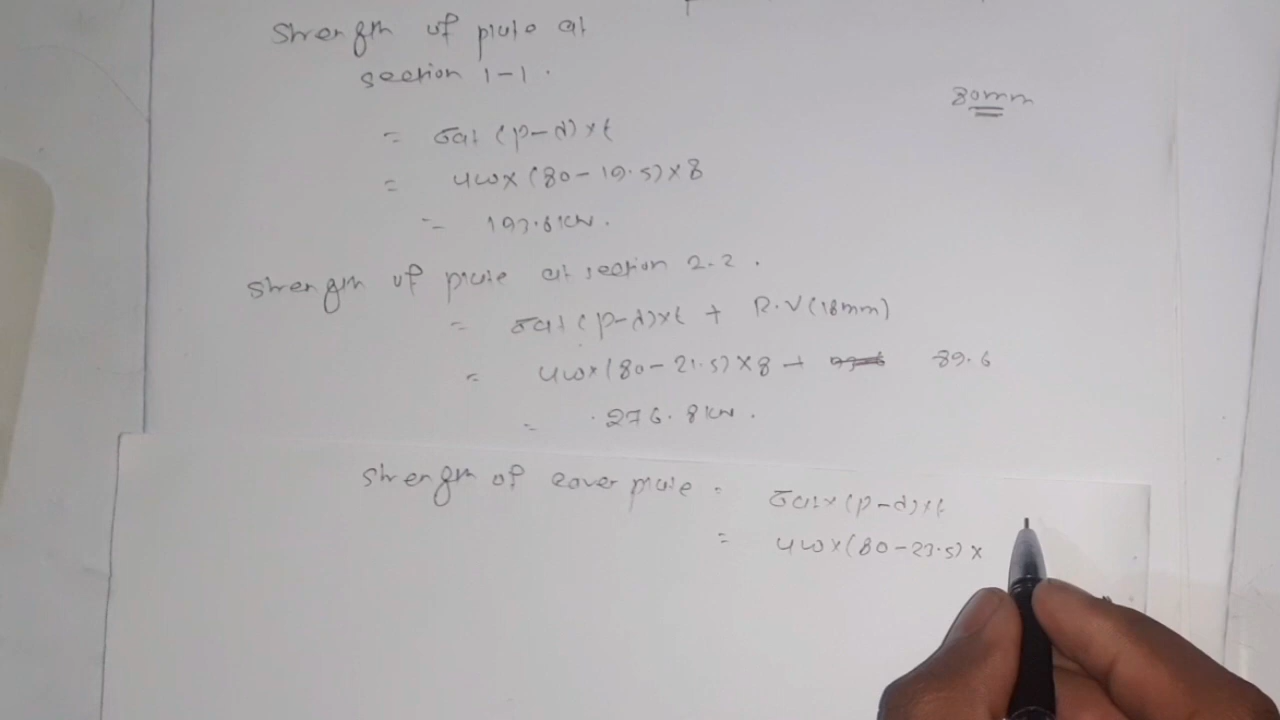 Strength of plate at
section 1-1.
80mm
= σat (p-d)×t
= 400×(80-19.5)×8
= 193.6KN.
Strength of plate at section 2-2.
= σat(p-d)×t + R.V(18mm)
= 400×(80-21.5)×8 + 89.6
= 276.8KN.
Strength of cover plate = σat×(p-d)×t
= 400×(80-23.5)×